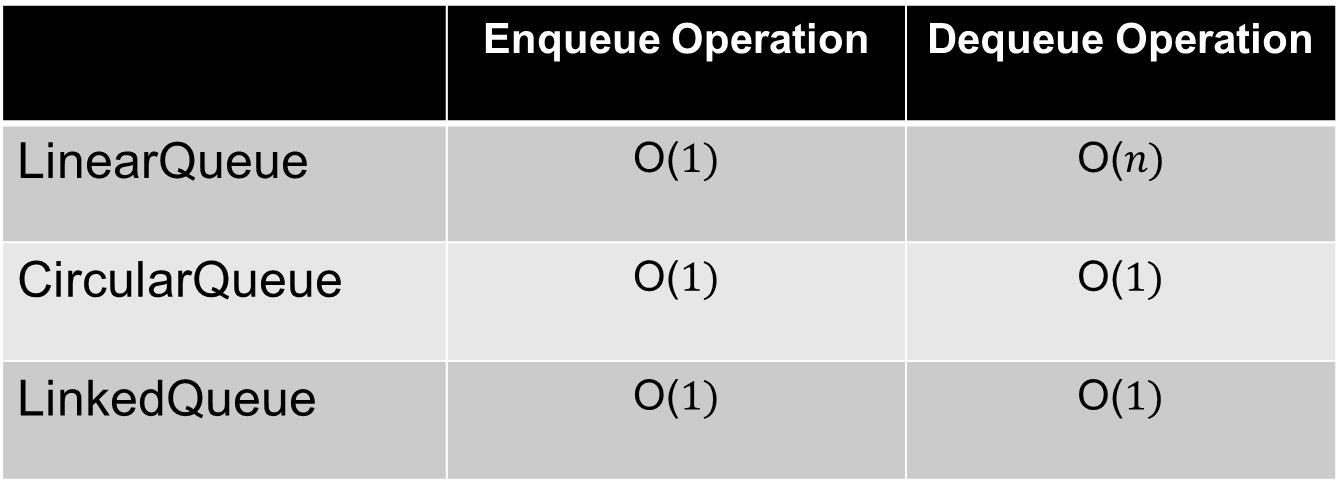 Enqueue Operation Dequeue Operation
LinearQueue O(1) O(n)
CircularQueue O(1) O(1)
LinkedQueue O(1) O(1)